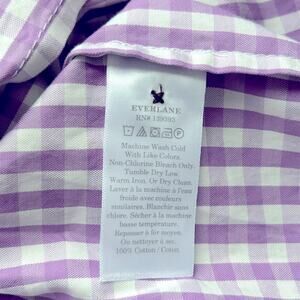 EVERLANE
RN# 139393
Machine Wash Cold
With Like Colors.
Non-Chlorine Bleach Only.
Tumble Dry Low.
Warm Iron. Or Dry Clean.
Laver à la machine à l'eau
froide avec couleurs
similaires. Blanchir sans
chlore. Sécher à la machine
basse température.
Repasser à fer moyen.
Ou nettoyer à sec.
100% Cotton / Coton.